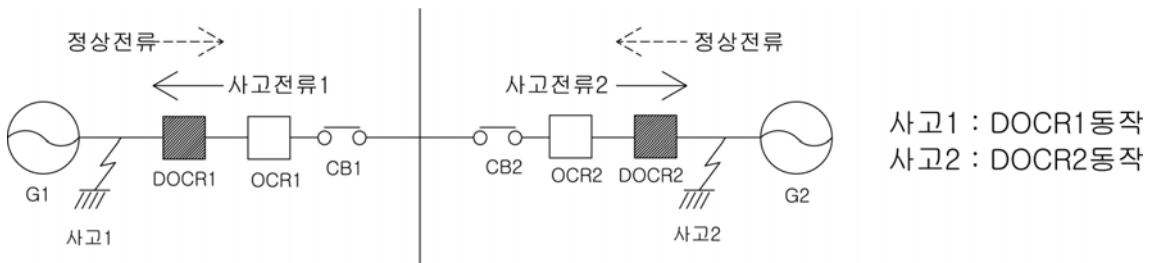 정상전류
정상전류
사고전류1
사고전류2
G1
DOCR1
OCR1
CB1
CB2
OCR2
DOCR2
G2
사고1
사고2
사고1 : DOCR1동작
사고2 : DOCR2동작